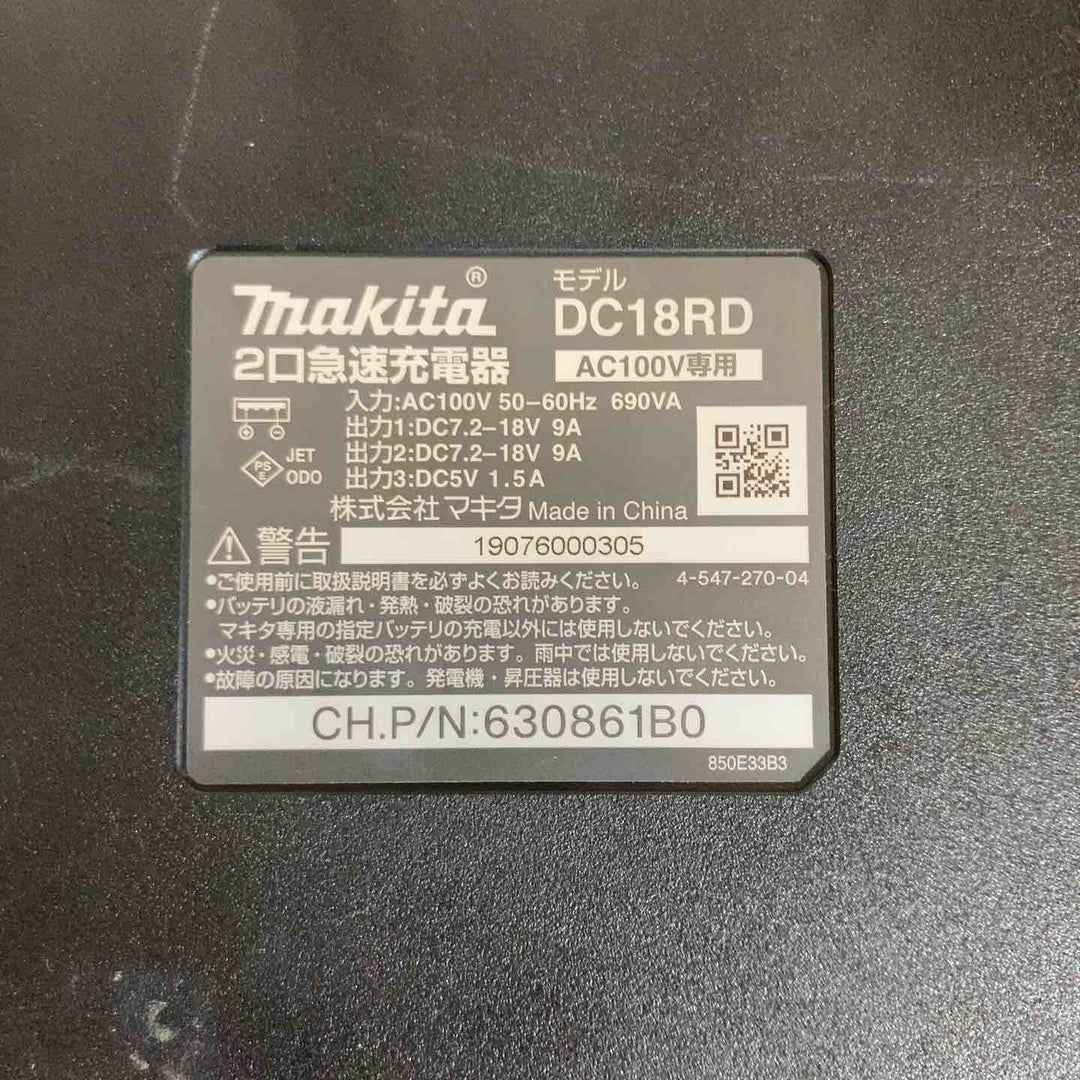 makita®
モデル
DC18RD
2口急速充電器
AC100V専用
入力:AC100V 50–60Hz 690VA
出力1:DC7.2–18V 9A
出力2:DC7.2–18V 9A
出力3:DC5V 1.5A
PS
E
JET
ODO
株式会社 マキタ Made in China
警告
19076000305
•ご使用前に取扱説明書を必ずよくお読みください。 4-547-270-04
•バッテリの液漏れ・発熱・破裂の恐れがあります。
マキタ専用の指定バッテリの充電以外には使用しないでください。
•火災・感電・破裂の恐れがあります。雨中では使用しないでください。
•故障の原因になります。発電機・昇圧器は使用しないでください。
CH.P/N:630861B0
850E33B3